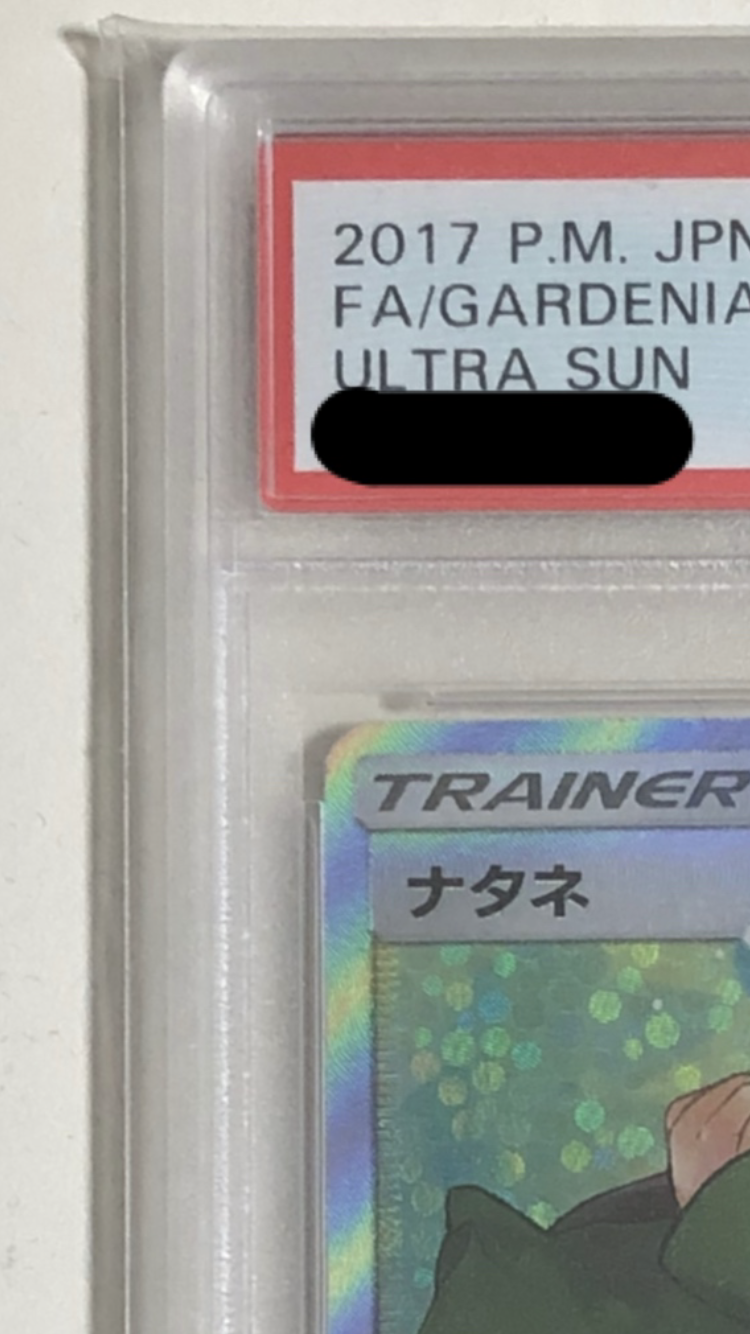 2017 P.M. JPN
FA/GARDENIA
ULTRA SUN
TRAINER
ナタネ